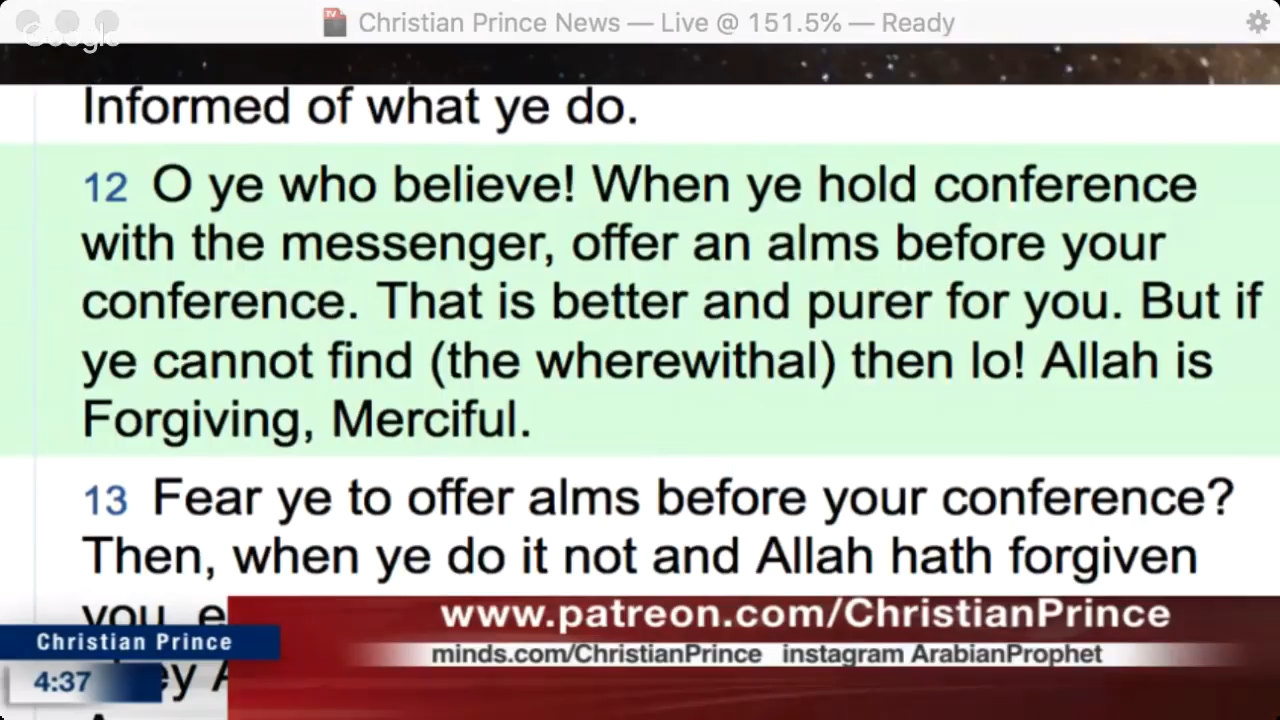 Christian Prince News — Live @ 151.5% — Ready
Google
Informed of what ye do.
12 O ye who believe! When ye hold conference
with the messenger, offer an alms before your
conference. That is better and purer for you. But if
ye cannot find (the wherewithal) then lo! Allah is
Forgiving, Merciful.
13 Fear ye to offer alms before your conference?
Then, when ye do it not and Allah hath forgiven
you, e
www.patreon.com/ChristianPrince
Christian Prince
minds.com/ChristianPrince instagram ArabianProphet
4:37